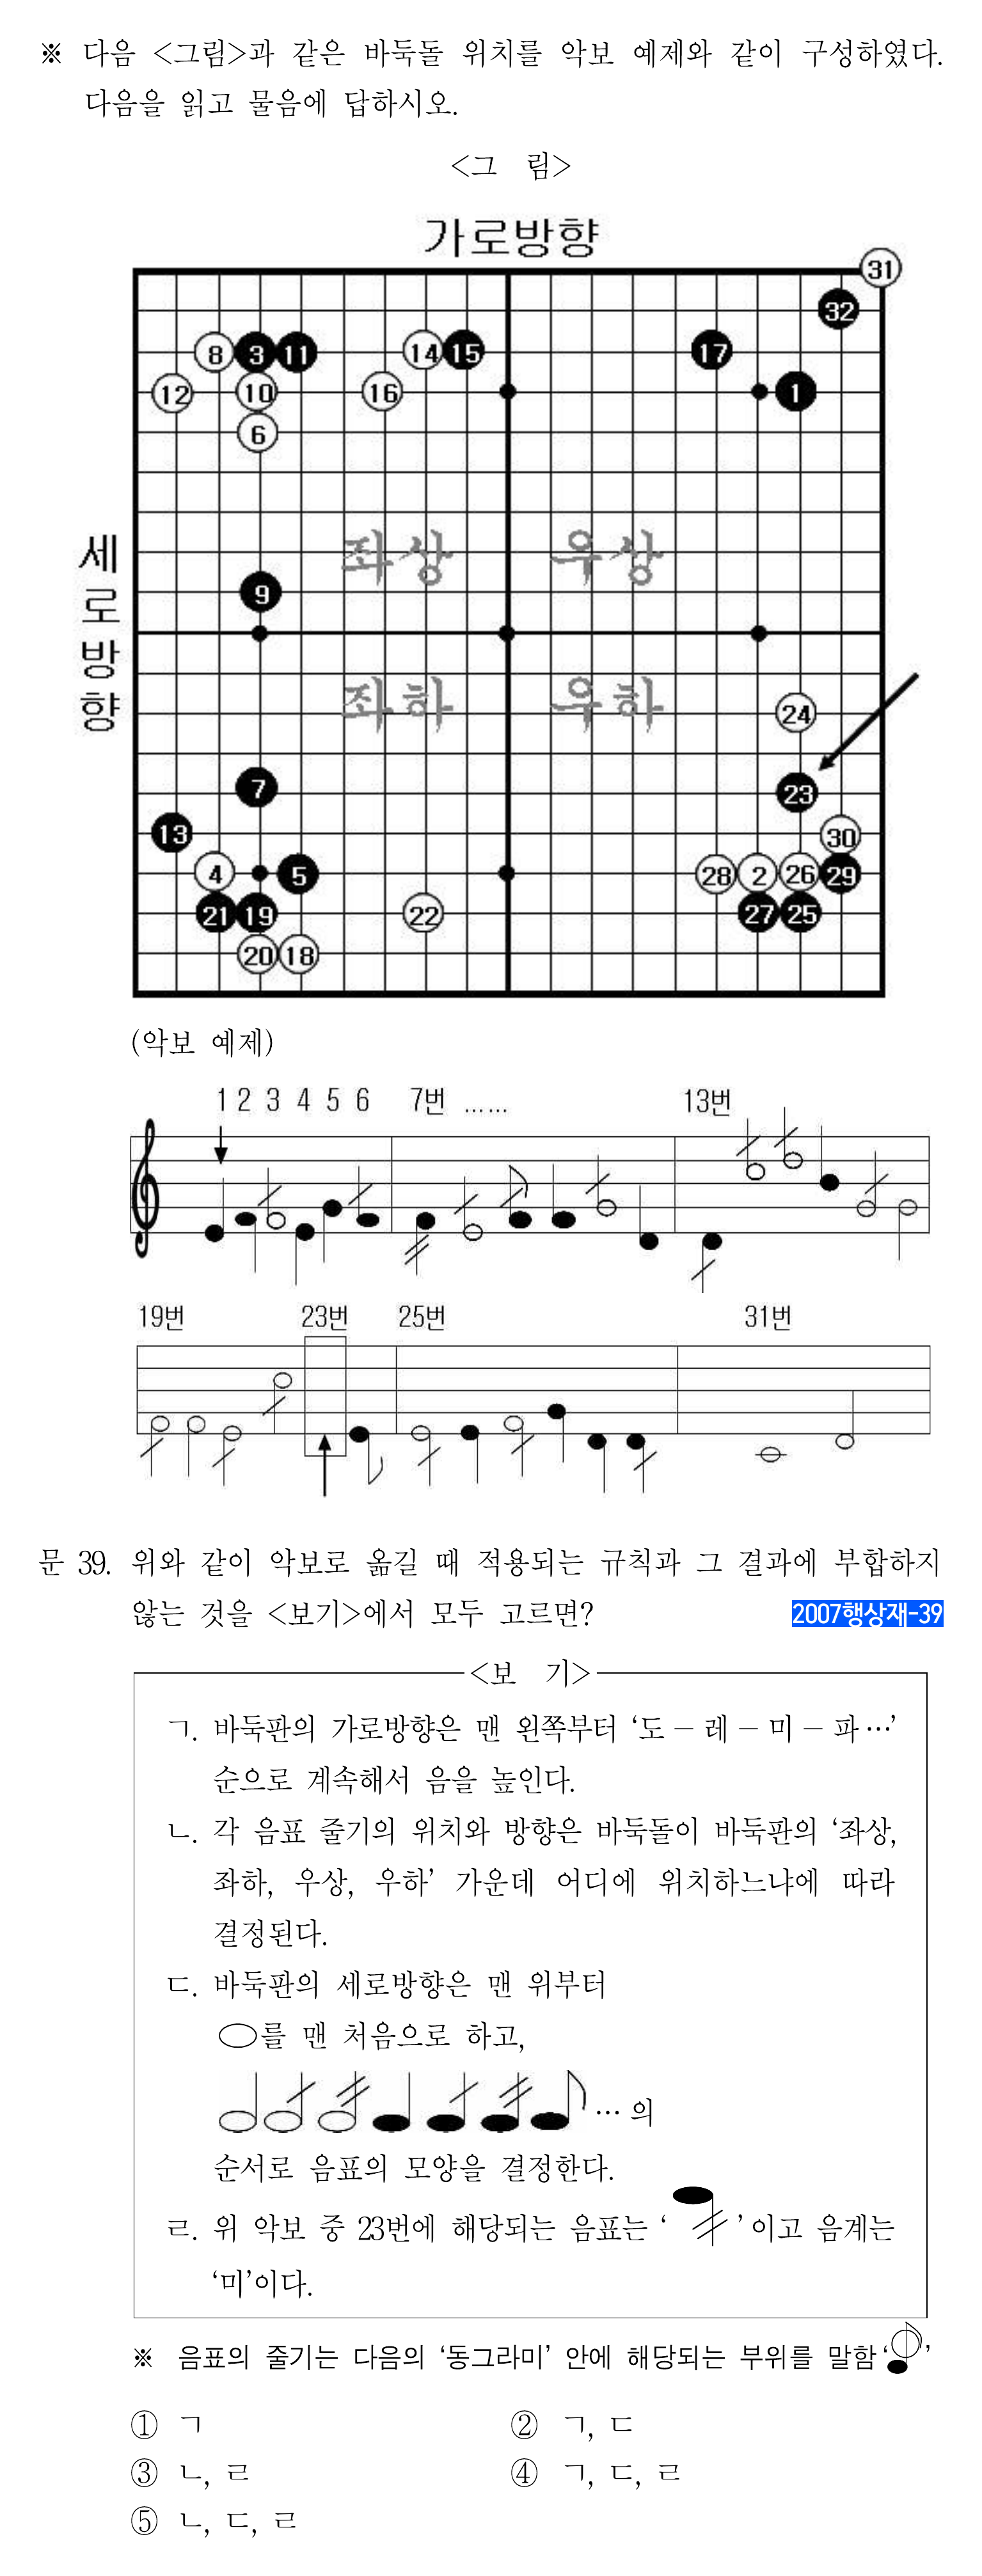 ※ 다음 <그림>과 같은 바둑돌 위치를 악보 예제와 같이 구성하였다.
다음을 읽고 물음에 답하시오.
<그 림>
가로방향
31
32
8 3 11 14 15 17
12 10 16 1
6
세로방향
좌상 우상
9
좌하 우하
24
7 23
13 30
4 5 28 2 26 29
21 19 22 27 25
20 18
(악보 예제)
1 2 3 4 5 6 7번 …… 13번
19번 23번 25번 31번
문 39. 위와 같이 악보로 옮길 때 적용되는 규칙과 그 결과에 부합하지
않는 것을 <보기>에서 모두 고르면? 2007행상재-39
<보 기>
ㄱ. 바둑판의 가로방향은 맨 왼쪽부터 ‘도－레－미－파…’
순으로 계속해서 음을 높인다.
ㄴ. 각 음표 줄기의 위치와 방향은 바둑돌이 바둑판의 ‘좌상,
좌하, 우상, 우하’ 가운데 어디에 위치하느냐에 따라
결정된다.
ㄷ. 바둑판의 세로방향은 맨 위부터
를 맨 처음으로 하고,
… 의
순서로 음표의 모양을 결정한다.
ㄹ. 위 악보 중 23번에 해당되는 음표는 ‘ ’이고 음계는
‘미’이다.
※ 음표의 줄기는 다음의 ‘동그라미’ 안에 해당되는 부위를 말함 ‘ ’
① ㄱ ② ㄱ, ㄷ
③ ㄴ, ㄹ ④ ㄱ, ㄷ, ㄹ
⑤ ㄴ, ㄷ, ㄹ